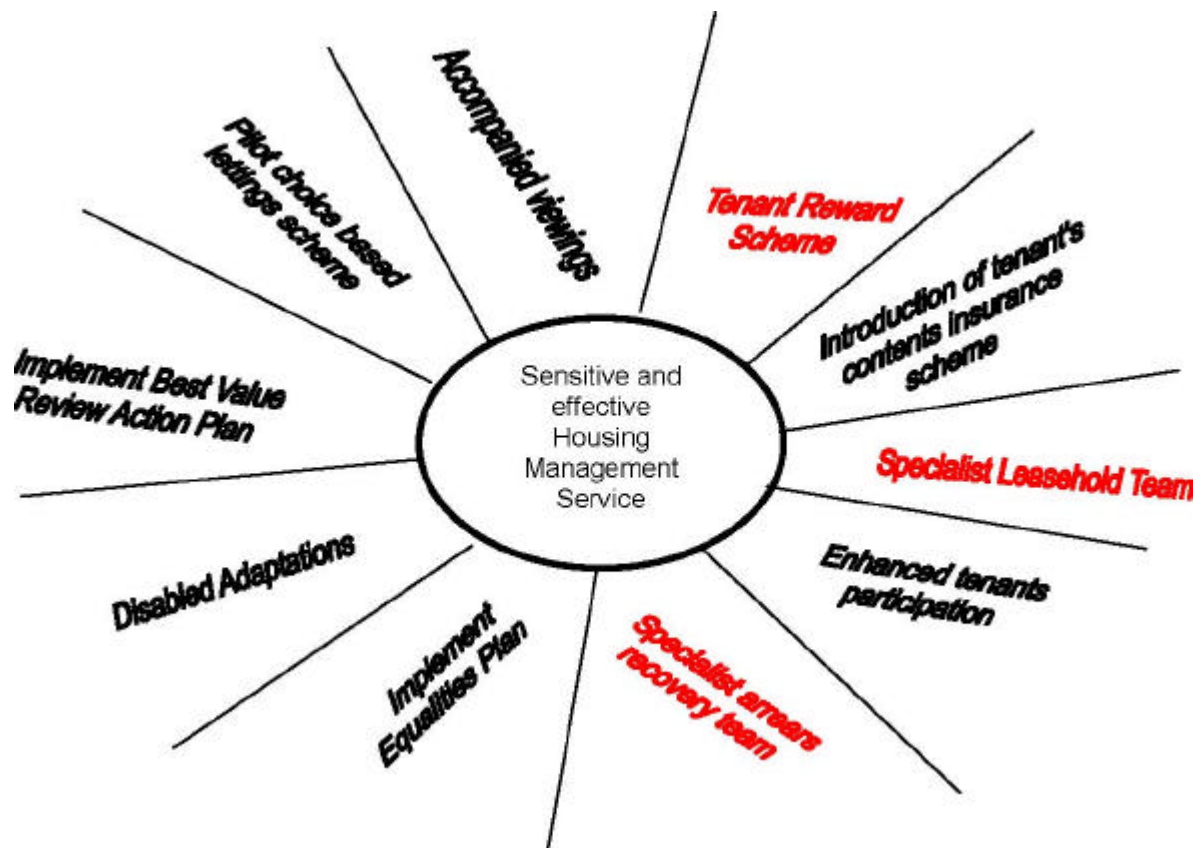 Accompanied viewings
Tenant Reward
Scheme
Introduction of tenant's
contents insurance
scheme
Specialist Leasehold Team
Enhanced tenants
participation
Specialist arrears
recovery team
Implement
Equalities Plan
Disabled Adaptations
Implement Best Value
Review Action Plan
Pilot choice based
lettings scheme
Sensitive and
effective
Housing
Management
Service